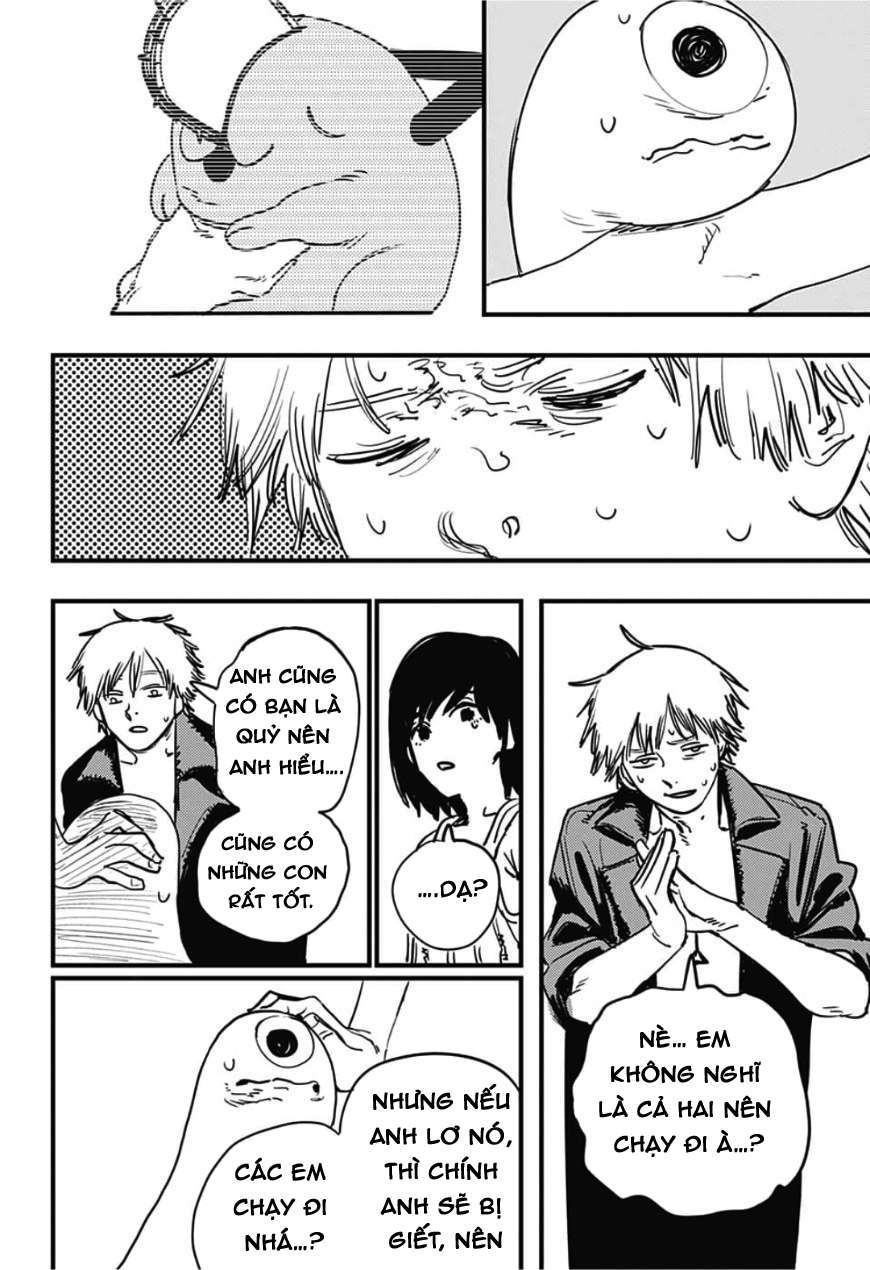 NÈ... EM
KHÔNG NGHĨ
LÀ CẢ HAI NÊN
CHẠY ĐI À...?
....DẠ?
ANH CŨNG
CÓ BẠN LÀ
QUỶ NÊN
ANH HIỂU....
CŨNG CÓ
NHỮNG CON
RẤT TỐT.
NHƯNG NẾU
ANH LƠ NÓ,
THÌ CHÍNH
ANH SẼ BỊ
GIẾT, NÊN
CÁC EM
CHẠY ĐI
NHÁ...?